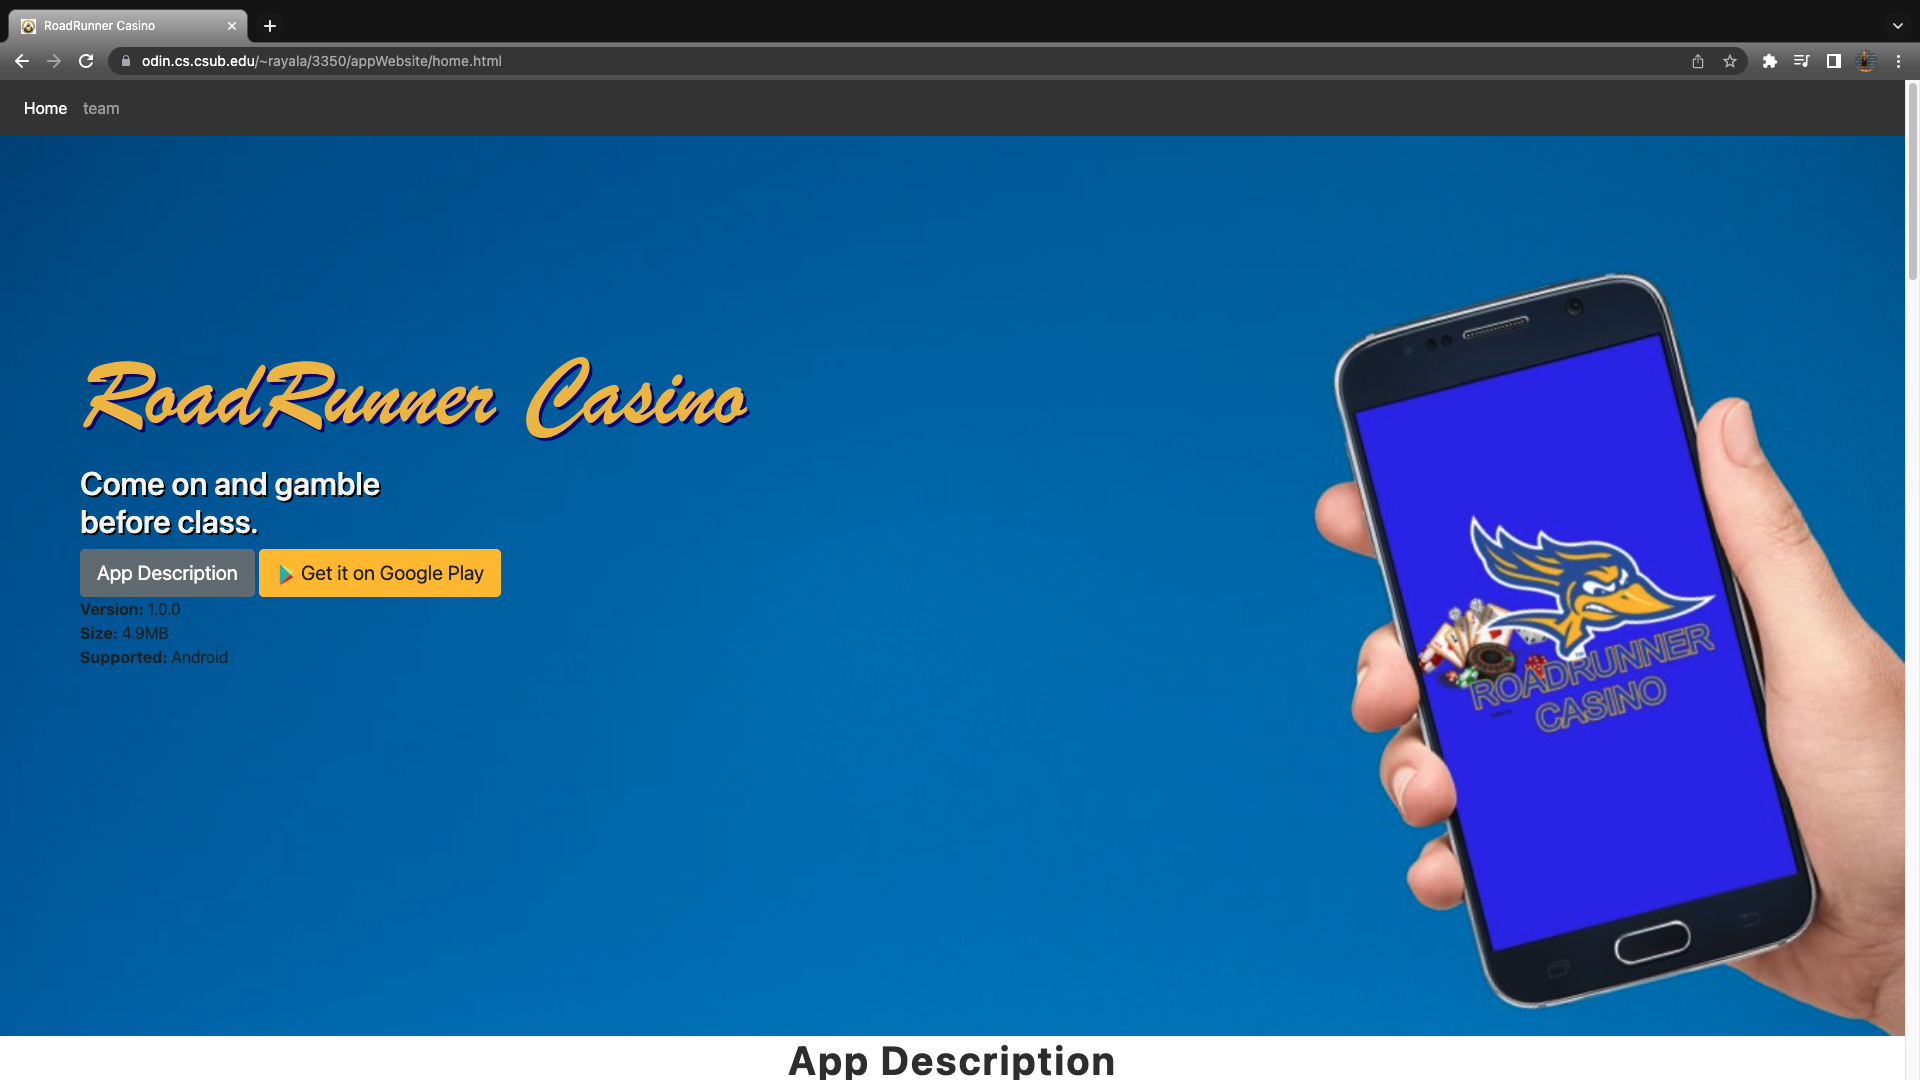 RoadRunner Casino
odin.cs.csub.edu/~rayala/3350/appWebsite/home.html
Home team
RoadRunner Casino
Come on and gamble
before class.
App Description Get it on Google Play
Version: 1.0.0
Size: 4.9MB
Supported: Android
ROADRUNNER
CASINO
App Description